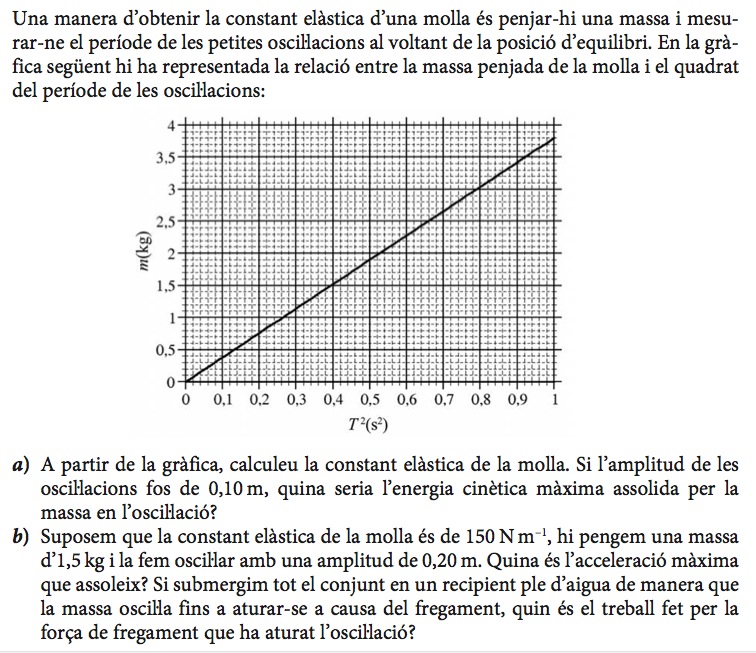 Una manera d’obtenir la constant elàstica d’una molla és penjar-hi una massa i mesu-
rar-ne el període de les petites oscil·lacions al voltant de la posició d’equilibri. En la grà-
fica següent hi ha representada la relació entre la massa penjada de la molla i el quadrat
del període de les oscil·lacions:
4
3,5
3
2,5
2
1,5
1
0,5
0
m(kg)
0 0,1 0,2 0,3 0,4 0,5 0,6 0,7 0,8 0,9 1
T²(s²)
a) A partir de la gràfica, calculeu la constant elàstica de la molla. Si l’amplitud de les
oscil·lacions fos de 0,10 m, quina seria l’energia cinètica màxima assolida per la
massa en l’oscil·lació?
b) Suposem que la constant elàstica de la molla és de 150 N m⁻¹, hi pengem una massa
d’1,5 kg i la fem oscil·lar amb una amplitud de 0,20 m. Quina és l’acceleració màxima
que assoleix? Si submergim tot el conjunt en un recipient ple d’aigua de manera que
la massa oscil·la fins a aturar-se a causa del fregament, quin és el treball fet per la
força de fregament que ha aturat l’oscil·lació?